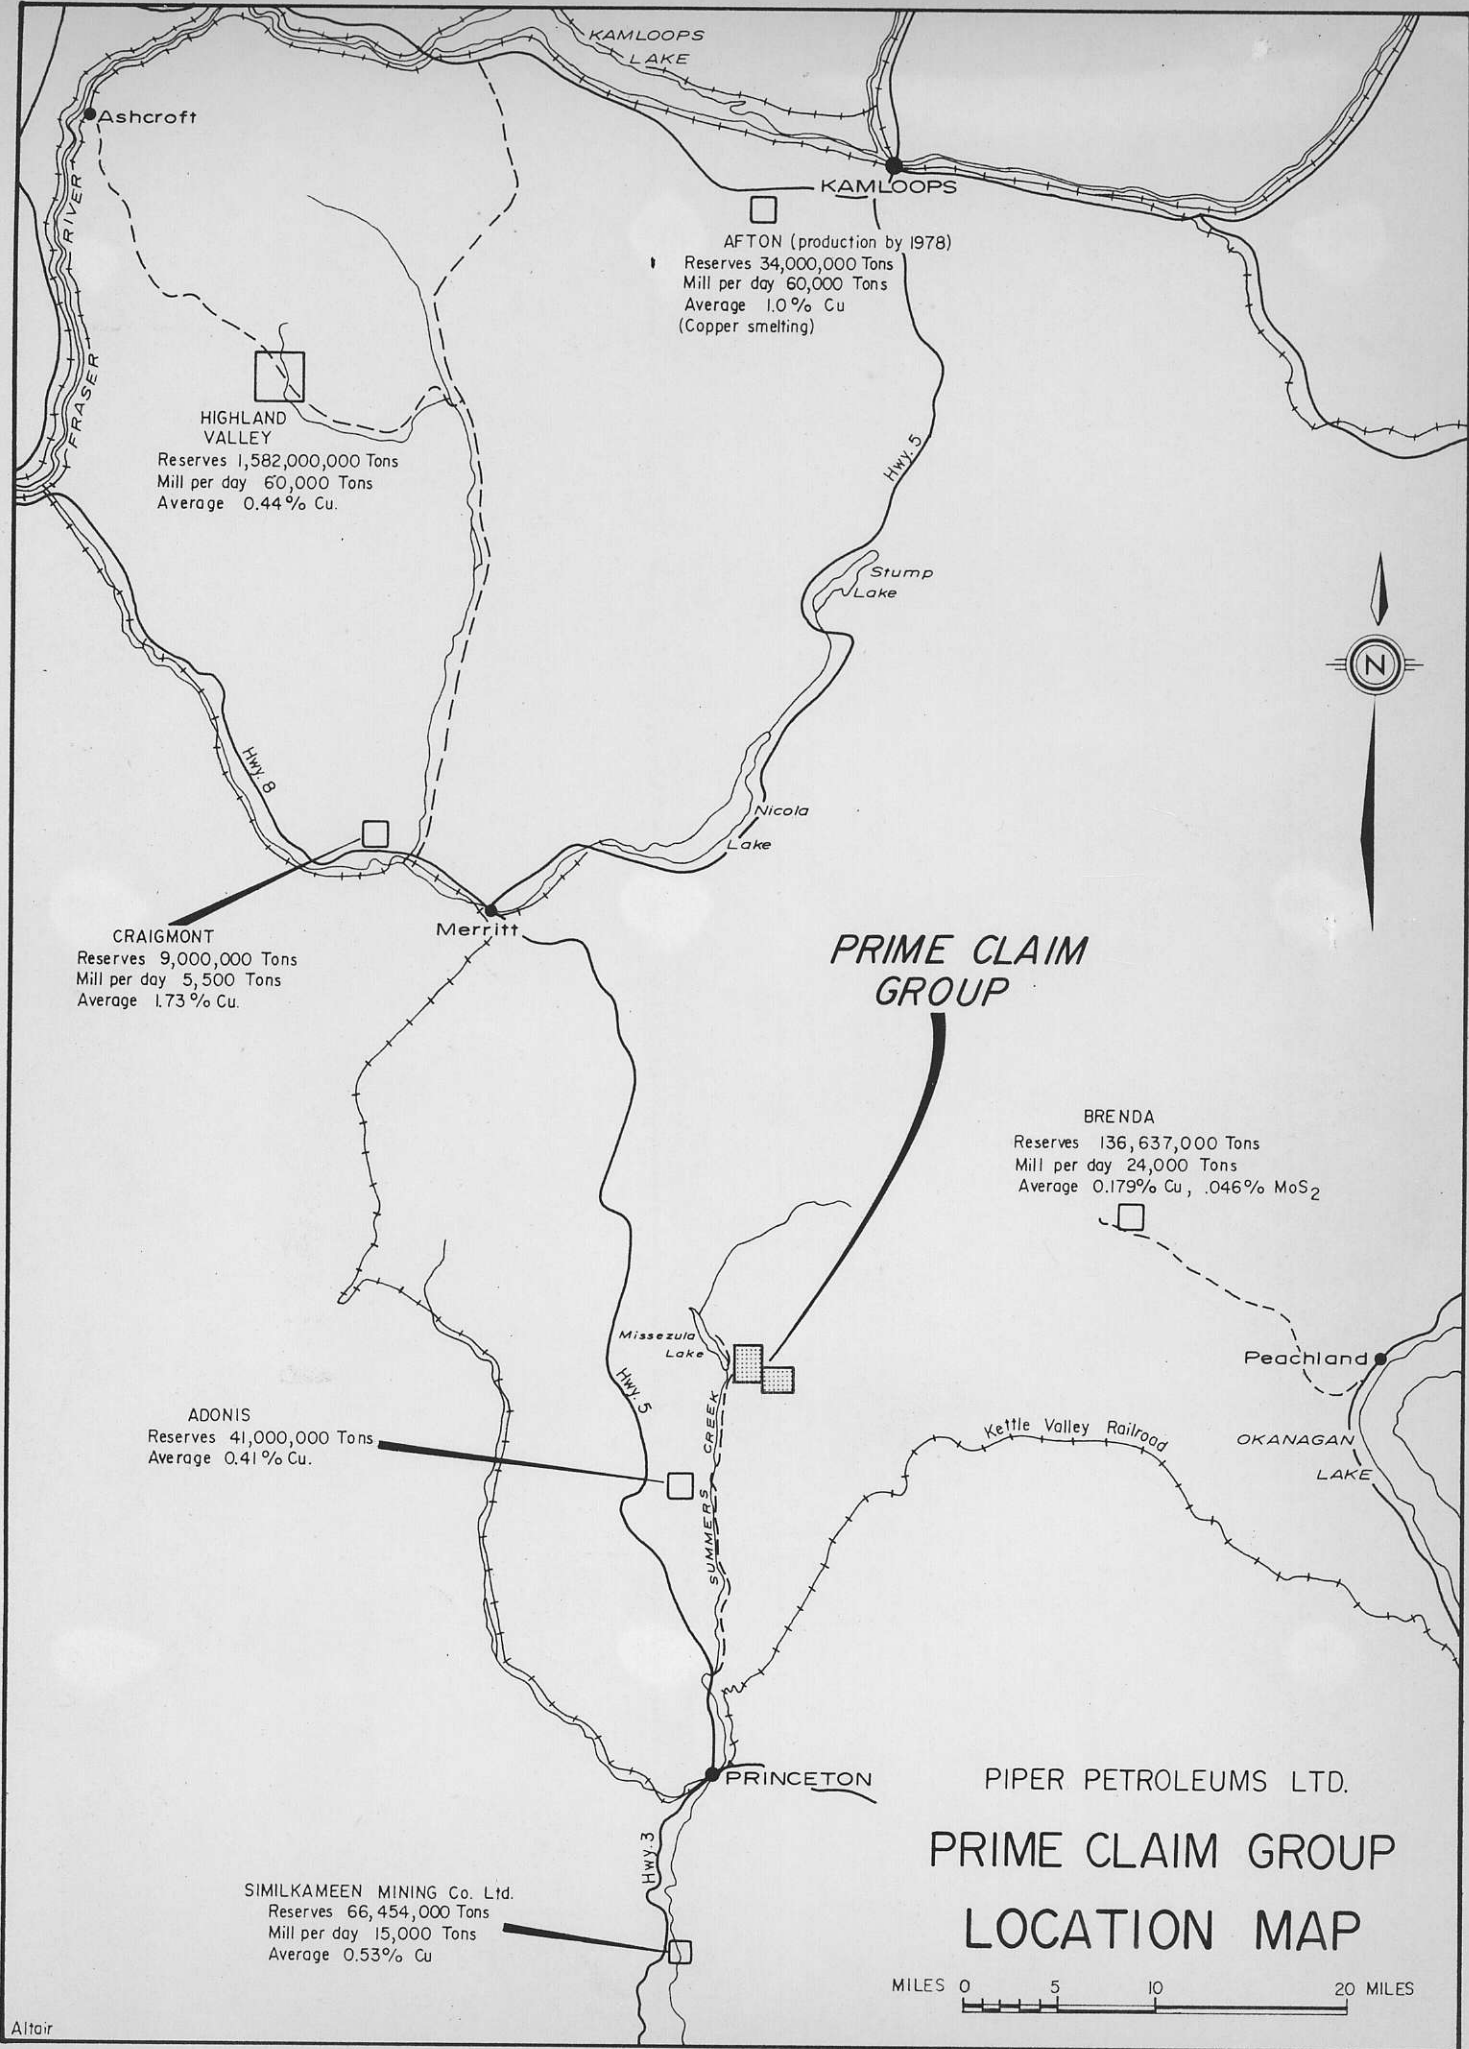 KAMLOOPS
LAKE
Ashcroft
KAMLOOPS
FRASER RIVER
AFTON (production by 1978)
Reserves 34,000,000 Tons
Mill per day 60,000 Tons
Average 1.0% Cu
(Copper smelting)
HIGHLAND
VALLEY
Reserves 1,582,000,000 Tons
Mill per day 60,000 Tons
Average 0.44% Cu.
Hwy. 5
Stump
Lake
N
Hwy. 8
Nicola
Lake
CRAIGMONT
Reserves 9,000,000 Tons
Mill per day 5,500 Tons
Average 1.73% Cu.
Merritt
PRIME CLAIM
GROUP
BRENDA
Reserves 136,637,000 Tons
Mill per day 24,000 Tons
Average 0.179% Cu, .046% MoS2
Missezula
Lake
Hwy. 5
Peachland
ADONIS
Reserves 41,000,000 Tons
Average 0.41% Cu.
SUMMERS CREEK
Kettle Valley Railroad
OKANAGAN
LAKE
PRINCETON
Hwy. 3
SIMILKAMEEN MINING Co. Ltd.
Reserves 66,454,000 Tons
Mill per day 15,000 Tons
Average 0.53% Cu
PIPER PETROLEUMS LTD.
PRIME CLAIM GROUP
LOCATION MAP
MILES 0 5 10 20 MILES
Altair